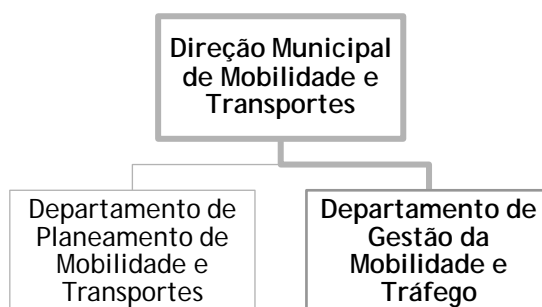 Direção Municipal
de Mobilidade e
Transportes
Departamento de
Planeamento de
Mobilidade e
Transportes
Departamento de
Gestão da
Mobilidade e
Tráfego